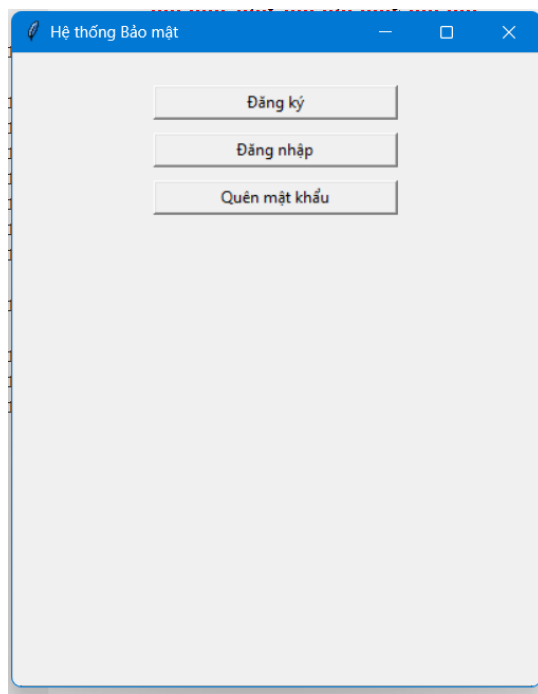 Hệ thống Bảo mật
Đăng ký
Đăng nhập
Quên mật khẩu